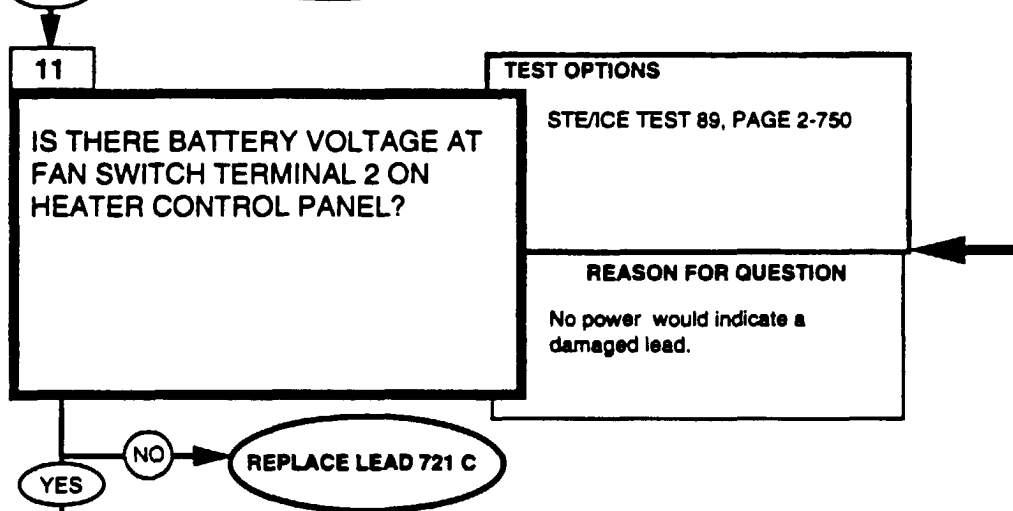 11
IS THERE BATTERY VOLTAGE AT
FAN SWITCH TERMINAL 2 ON
HEATER CONTROL PANEL?
TEST OPTIONS
STE/ICE TEST 89, PAGE 2-750
REASON FOR QUESTION
No power would indicate a
damaged lead.
NO
REPLACE LEAD 721 C
YES